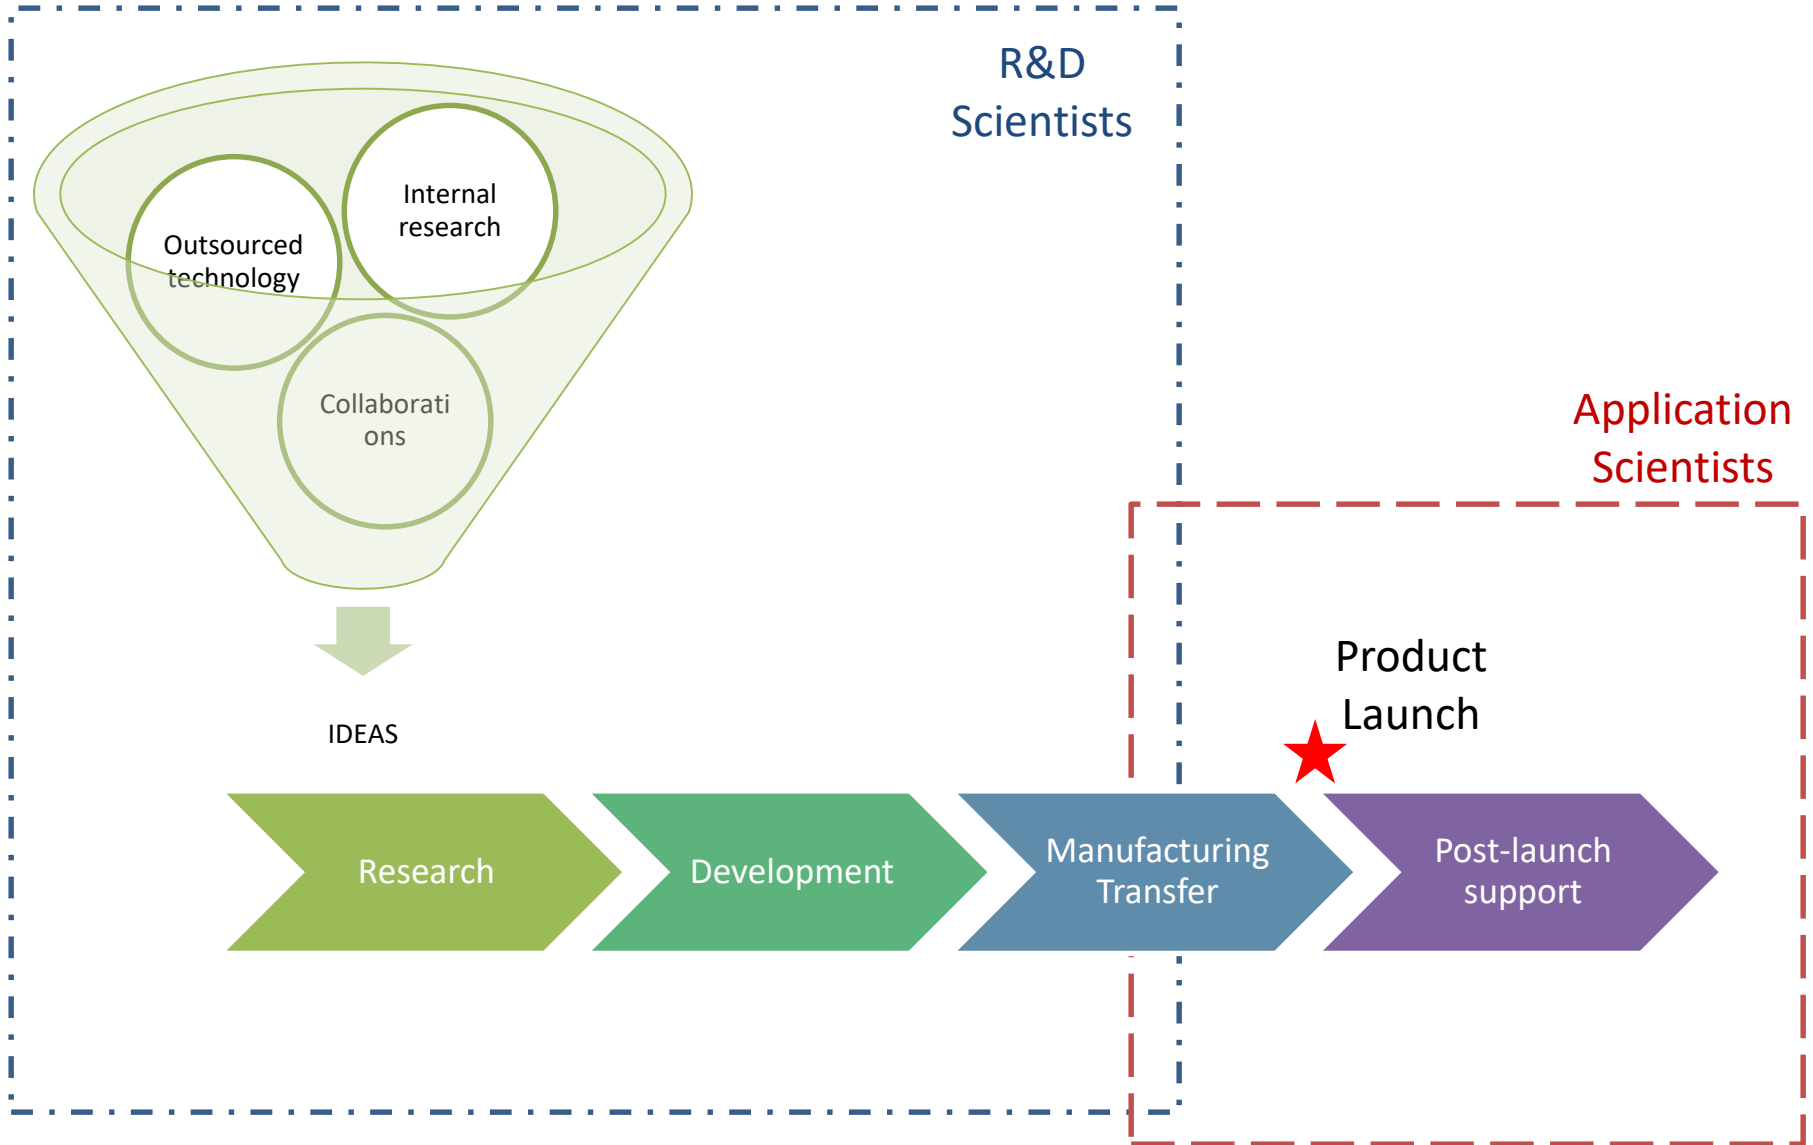 R&D
Scientists
Internal
research
Outsourced
technology
Collaborati
ons
Application
Scientists
Product
Launch
IDEAS
Research
Development
Manufacturing
Transfer
Post-launch
support